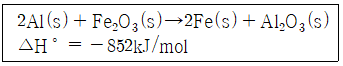 2Al(s) + Fe₂O₃(s)→2Fe(s) + Al₂O₃(s)
△H° = −852kJ/mol